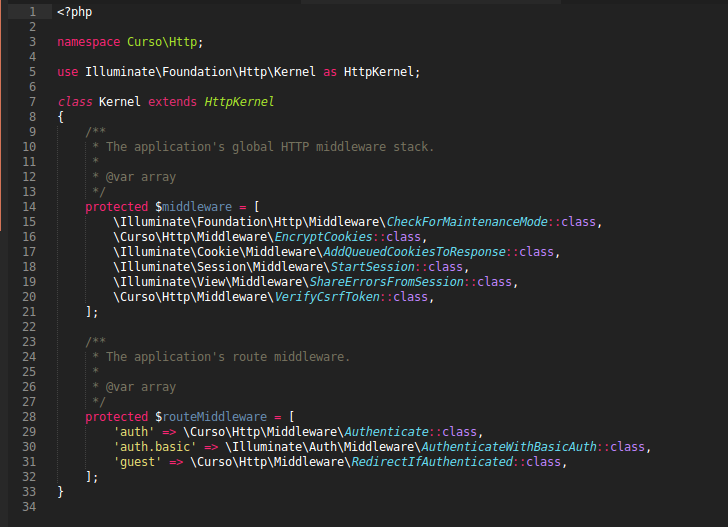 1 <?php
2
3 namespace Curso\Http;
4
5 use Illuminate\Foundation\Http\Kernel as HttpKernel;
6
7 class Kernel extends HttpKernel
8 {
9     /**
10      * The application's global HTTP middleware stack.
11      *
12      * @var array
13      */
14     protected $middleware = [
15         \Illuminate\Foundation\Http\Middleware\CheckForMaintenanceMode::class,
16         \Curso\Http\Middleware\EncryptCookies::class,
17         \Illuminate\Cookie\Middleware\AddQueuedCookiesToResponse::class,
18         \Illuminate\Session\Middleware\StartSession::class,
19         \Illuminate\View\Middleware\ShareErrorsFromSession::class,
20         \Curso\Http\Middleware\VerifyCsrfToken::class,
21     ];
22
23     /**
24      * The application's route middleware.
25      *
26      * @var array
27      */
28     protected $routeMiddleware = [
29         'auth' => \Curso\Http\Middleware\Authenticate::class,
30         'auth.basic' => \Illuminate\Auth\Middleware\AuthenticateWithBasicAuth::class,
31         'guest' => \Curso\Http\Middleware\RedirectIfAuthenticated::class,
32     ];
33 }
34